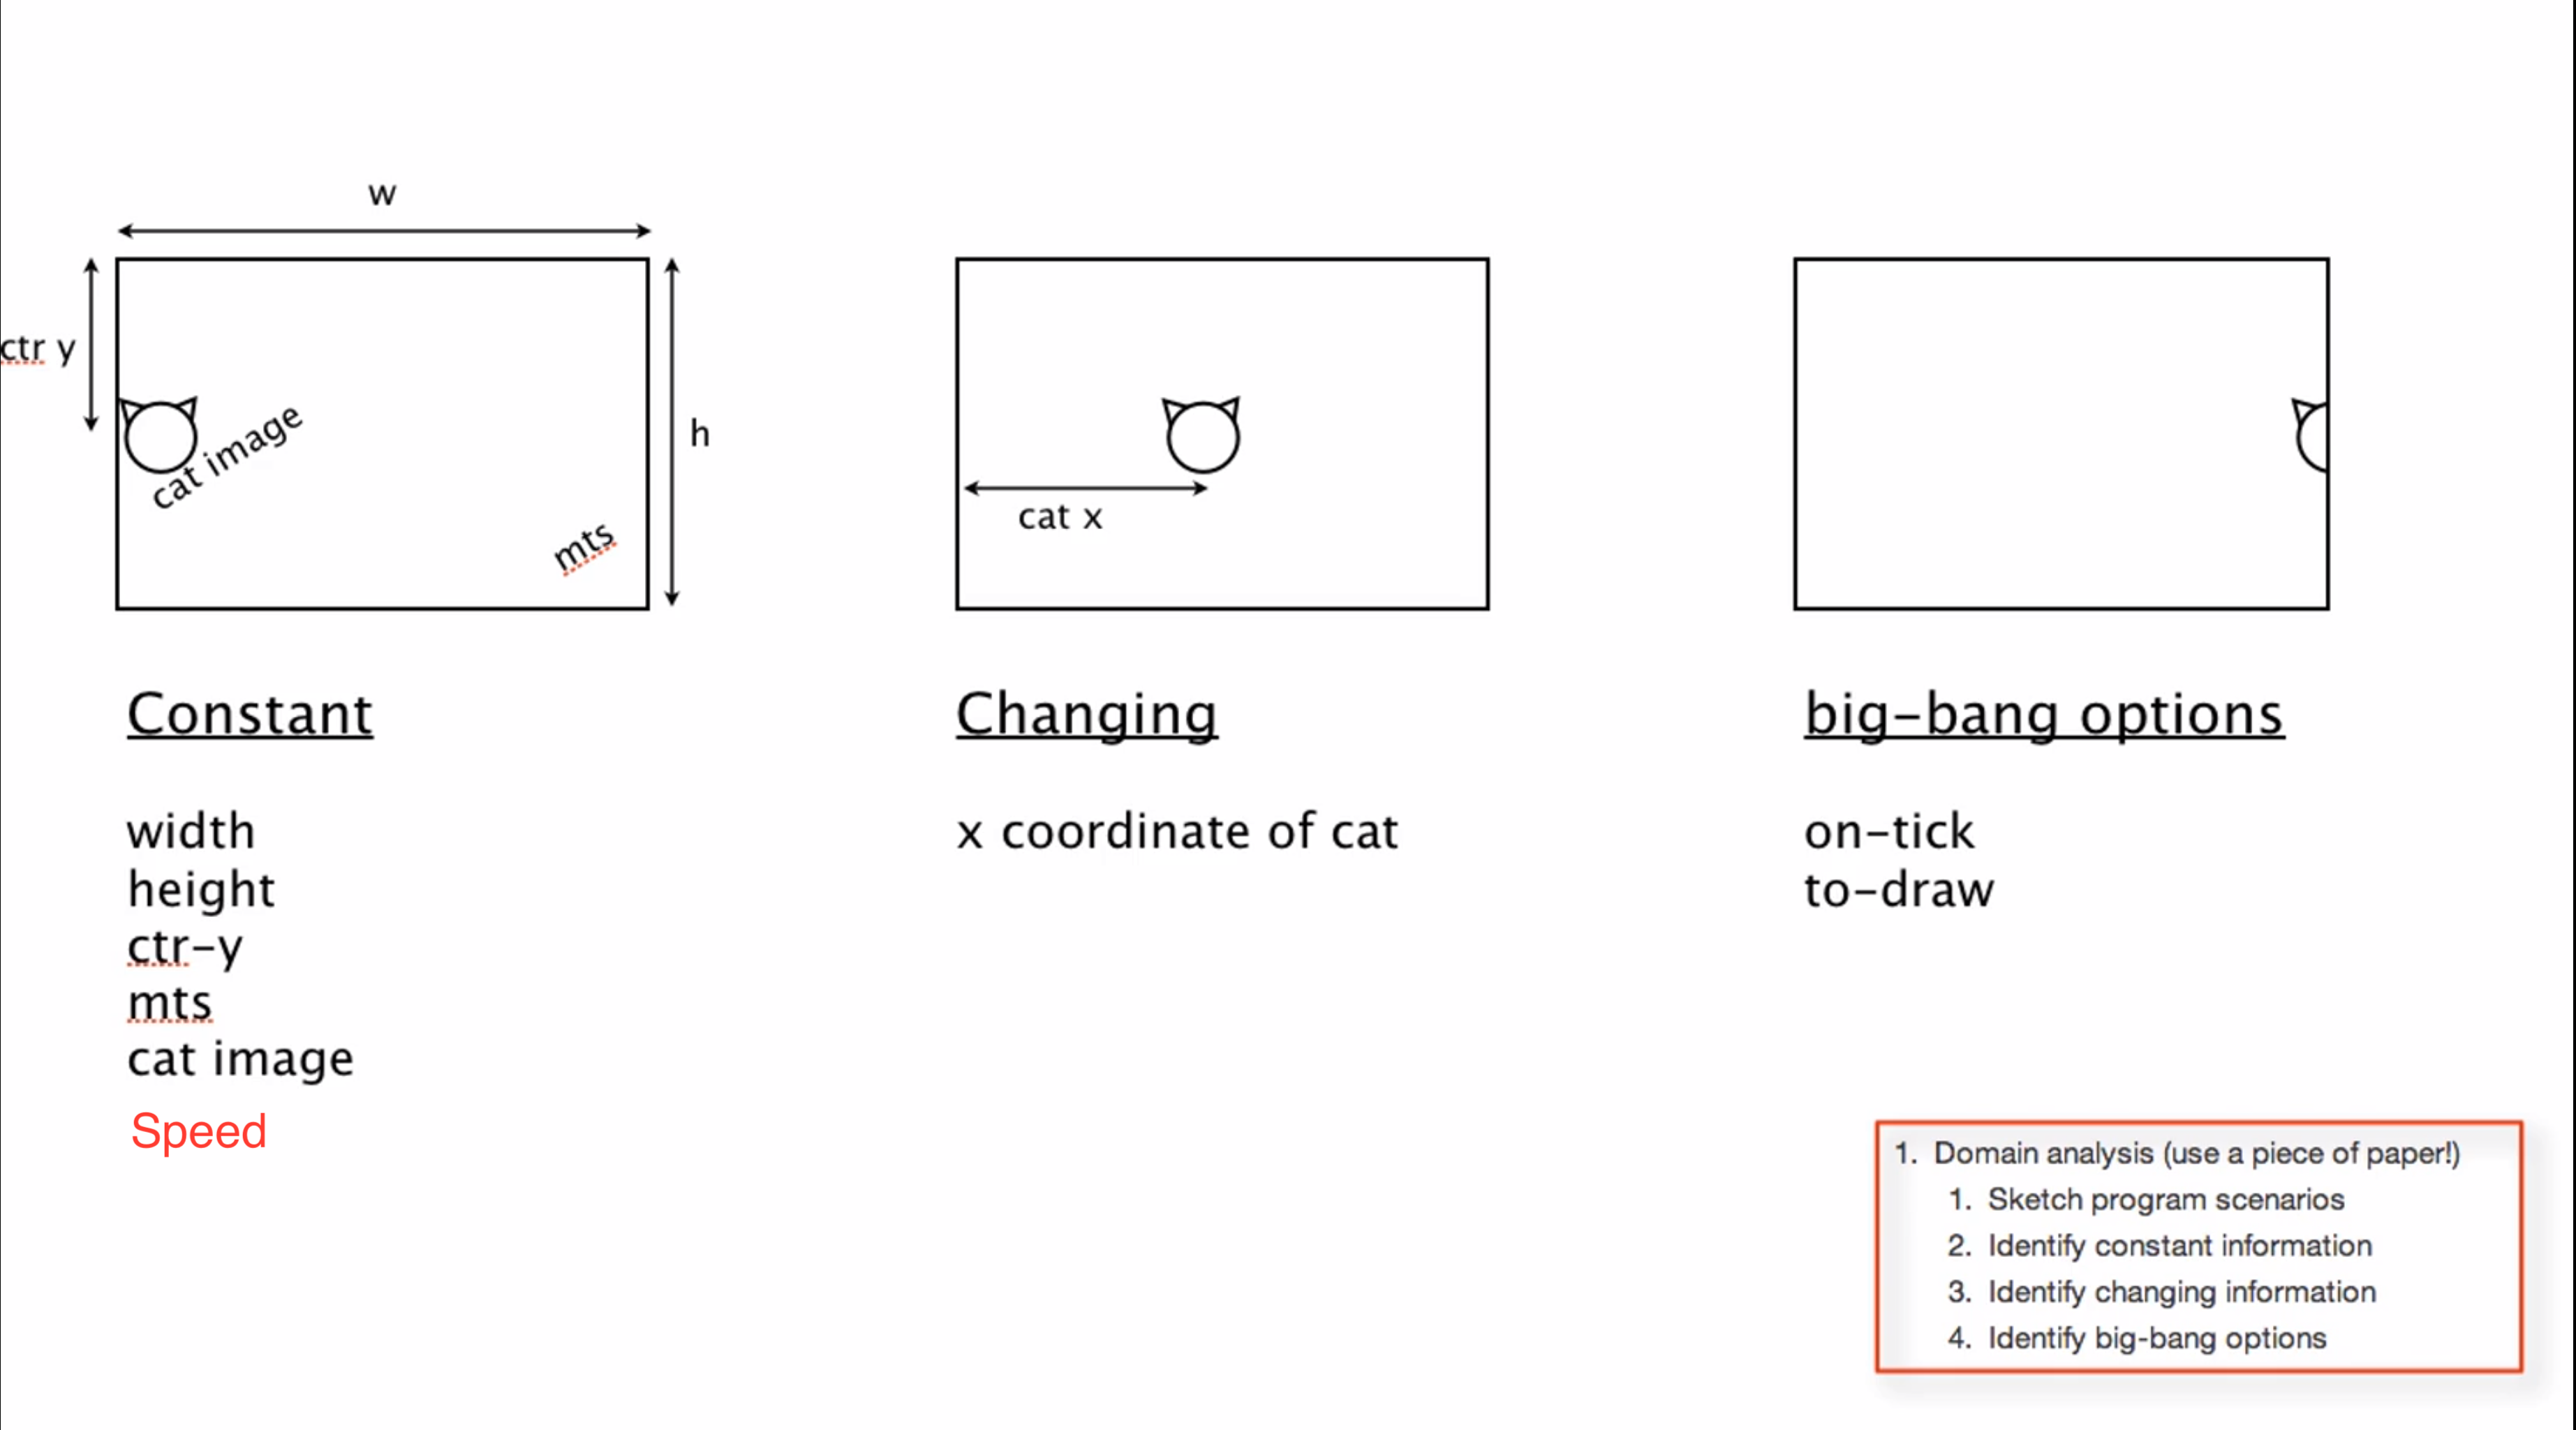 w
ctr y
cat image
mts
h
cat x
Constant
width
height
ctr-y
mts
cat image
Speed
Changing
x coordinate of cat
big-bang options
on-tick
to-draw
1. Domain analysis (use a piece of paper!)
1. Sketch program scenarios
2. Identify constant information
3. Identify changing information
4. Identify big-bang options